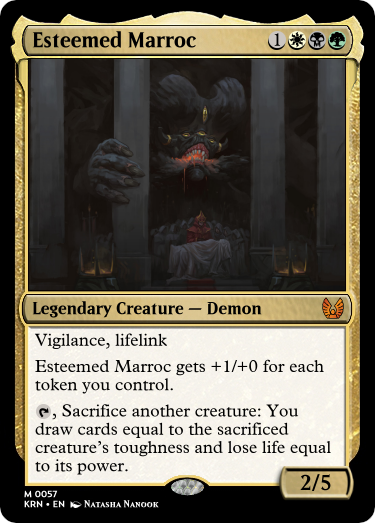 Esteemed Marroc 1
Legendary Creature — Demon
Vigilance, lifelink
Esteemed Marroc gets +1/+0 for each
token you control.
, Sacrifice another creature: You
draw cards equal to the sacrificed
creature's toughness and lose life equal
to its power.
2/5
M 0057
KRN • EN Natasha Nanook